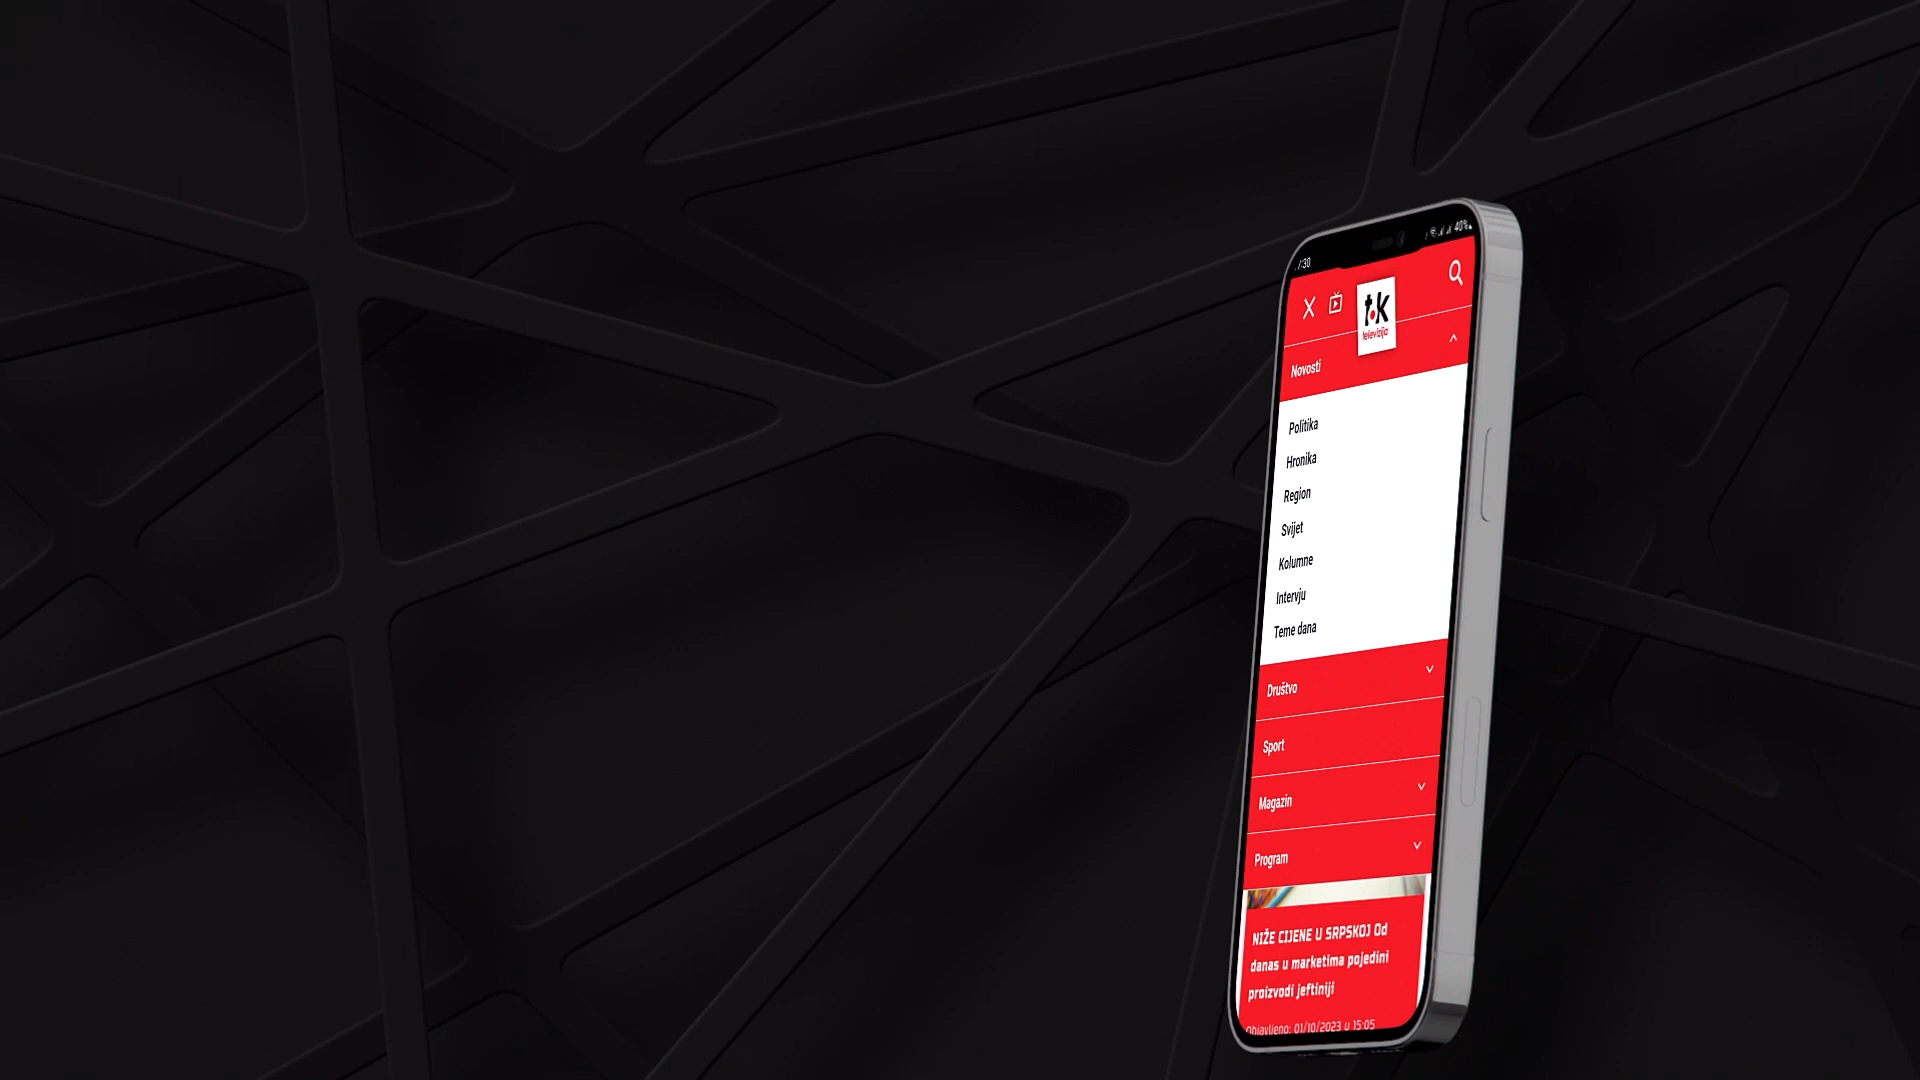 40%
t.k
televizija
Novosti
Politika
Hronika
Region
Svijet
Kolumne
Intervju
Teme dana
Društvo
Sport
Magazin
Program
NIŽE CIJENE U SRPSKOJ Od
danas u marketima pojedini
proizvodi jeftiniji
Objavljeno: 01/10/2023 u 15:05